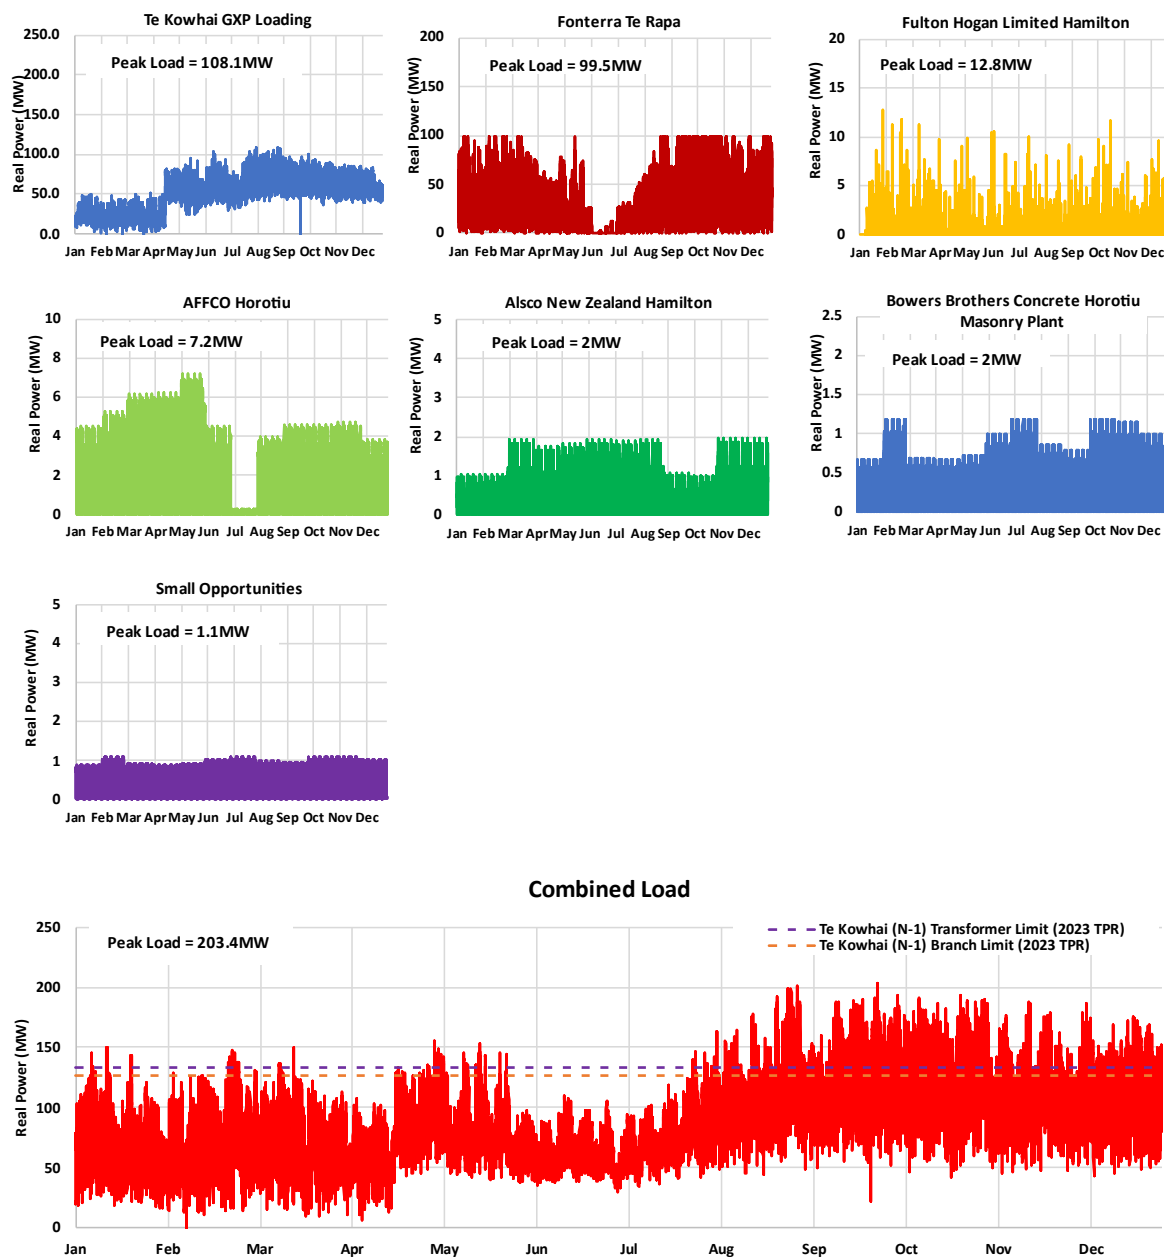 Te Kowhai GXP Loading
Peak Load = 108.1MW
Real Power (MW)
250.0
200.0
150.0
100.0
50.0
0.0
Jan Feb Mar Apr May Jun Jul Aug Sep Oct Nov Dec
Fonterra Te Rapa
Peak Load = 99.5MW
Real Power (MW)
200
150
100
50
0
Jan Feb Mar Apr May Jun Jul Aug Sep Oct Nov Dec
Fulton Hogan Limited Hamilton
Peak Load = 12.8MW
Real Power (MW)
20
15
10
5
0
Jan Feb Mar Apr May Jun Jul Aug Sep Oct Nov Dec
AFFCO Horotiu
Peak Load = 7.2MW
Real Power (MW)
10
8
6
4
2
0
Jan Feb Mar Apr May Jun Jul Aug Sep Oct Nov Dec
Alsco New Zealand Hamilton
Peak Load = 2MW
Real Power (MW)
5
4
3
2
1
0
Jan Feb Mar Apr May Jun Jul Aug Sep Oct Nov Dec
Bowers Brothers Concrete Horotiu
Masonry Plant
Peak Load = 2MW
Real Power (MW)
2.5
2
1.5
1
0.5
0
Jan Feb Mar Apr May Jun Jul Aug Sep Oct Nov Dec
Small Opportunities
Peak Load = 1.1MW
Real Power (MW)
5
4
3
2
1
0
Jan Feb Mar Apr May Jun Jul Aug Sep Oct Nov Dec
Combined Load
Peak Load = 203.4MW
Te Kowhai (N-1) Transformer Limit (2023 TPR)
Te Kowhai (N-1) Branch Limit (2023 TPR)
Real Power (MW)
250
200
150
100
50
0
Jan Feb Mar Apr May Jun Jul Aug Sep Oct Nov Dec